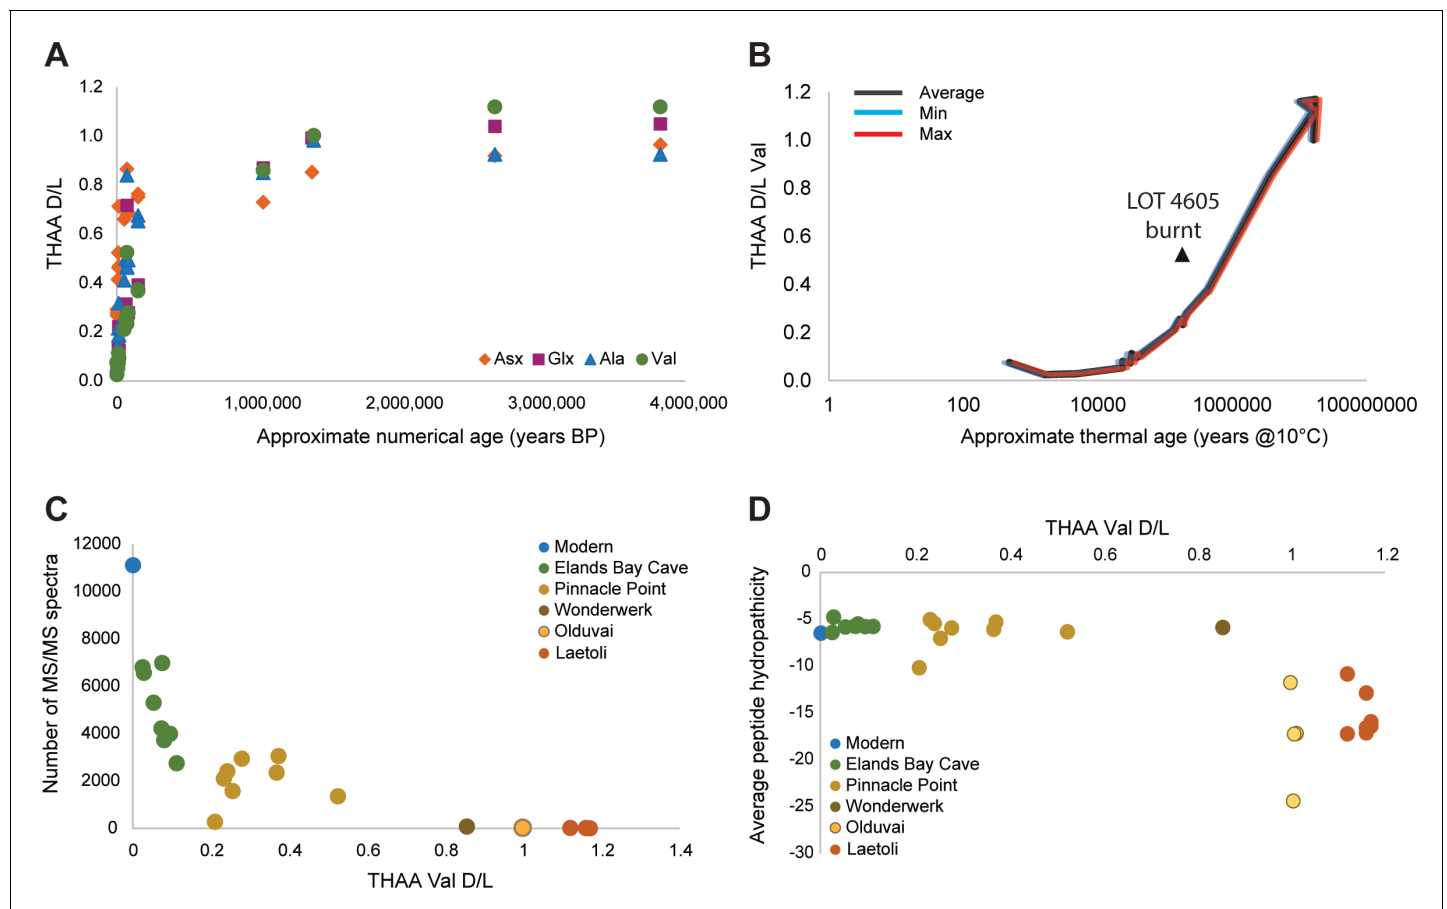 A
THAA D/L
1.2
1.0
0.8
0.6
0.4
0.2
0.0
Asx Glx Ala Val
0 1,000,000 2,000,000 3,000,000 4,000,000
Approximate numerical age (years BP)
B
THAA D/L Val
1.2
1.0
0.8
0.6
0.4
0.2
0.0
Average
Min
Max
LOT 4605
burnt
1 100 10000 1000000 100000000
Approximate thermal age (years @10°C)
C
Number of MS/MS spectra
12000
10000
8000
6000
4000
2000
0
Modern
Elands Bay Cave
Pinnacle Point
Wonderwerk
Olduvai
Laetoli
0 0.2 0.4 0.6 0.8 1 1.2 1.4
THAA Val D/L
D
THAA Val D/L
0 0.2 0.4 0.6 0.8 1 1.2
Average peptide hydropathicity
0
-5
-10
-15
-20
-25
-30
Modern
Elands Bay Cave
Pinnacle Point
Wonderwerk
Olduvai
Laetoli